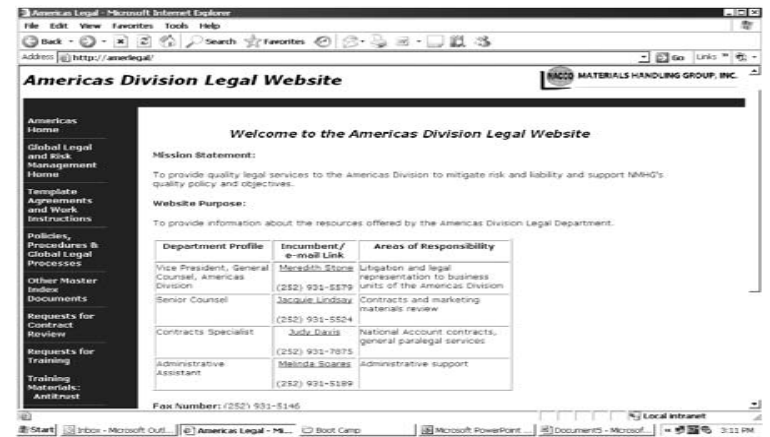 Americas Legal - Microsoft Internet Explorer
File Edit View Favorites Tools Help
Back Search Favorites
Address http://amerlegal/ Go Links
Americas Division Legal Website
NACCO MATERIALS HANDLING GROUP, INC.
Americas
Home
Global Legal
and Risk
Management
Home
Template
Agreements
and Work
Instructions
Policies,
Procedures &
Global Legal
Processes
Other Master
Index
Documents
Requests for
Contract
Review
Requests for
Training
Training
Materials:
Antitrust
Welcome to the Americas Division Legal Website
Mission Statement:
To provide quality legal services to the Americas Division to mitigate risk and liability and support NMHG's
quality policy and objectives.
Website Purpose:
To provide information about the resources offered by the Americas Division Legal Department.
Department Profile Incumbent/ e-mail Link Areas of Responsibility
Vice President, General Counsel, Americas Division Meredith Stone (252) 931-5579 Litigation and legal representation to business units of the Americas Division
Senior Counsel Jacquie Lindsay (252) 931-5524 Contracts and marketing materials review
Contracts Specialist Judy Davis (252) 931-7875 National Account contracts, general paralegal services
Administrative Assistant Melinda Soares (252) 931-5189 Administrative support
Fax Number: (252) 931-5146
Local intranet
Start Inbox - Microsoft Outl... Americas Legal - Mi... Boot Camp Microsoft PowerPoint ... Document5 - Microsof... 3:11 PM